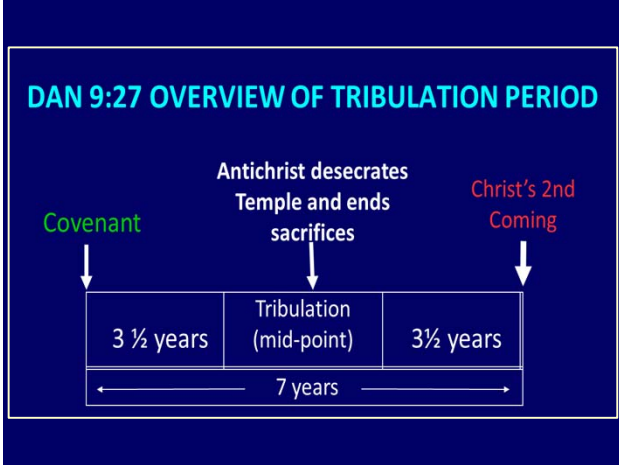 DAN 9:27 OVERVIEW OF TRIBULATION PERIOD
Antichrist desecrates
Temple and ends
sacrifices
Christ's 2nd
Coming
Covenant
3 ½ years
Tribulation
(mid-point)
3½ years
7 years